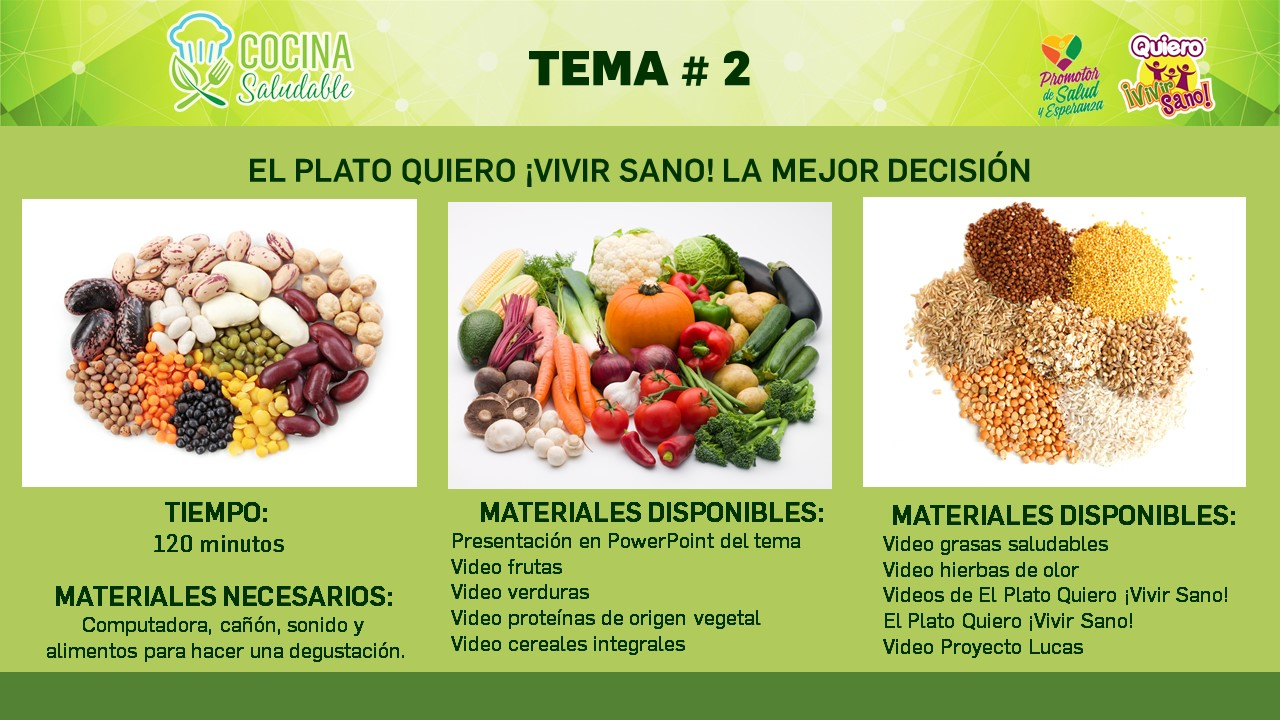 COCINA
Saludable
TEMA # 2
Promotor
de Salud
y Esperanza
Quiero
¡Vivir
Sano!
EL PLATO QUIERO ¡VIVIR SANO! LA MEJOR DECISIÓN
TIEMPO:
120 minutos
MATERIALES NECESARIOS:
Computadora, cañón, sonido y
alimentos para hacer una degustación.
MATERIALES DISPONIBLES:
Presentación en PowerPoint del tema
Video frutas
Video verduras
Video proteínas de origen vegetal
Video cereales integrales
MATERIALES DISPONIBLES:
Video grasas saludables
Video hierbas de olor
Videos de El Plato Quiero ¡Vivir Sano!
El Plato Quiero ¡Vivir Sano!
Video Proyecto Lucas